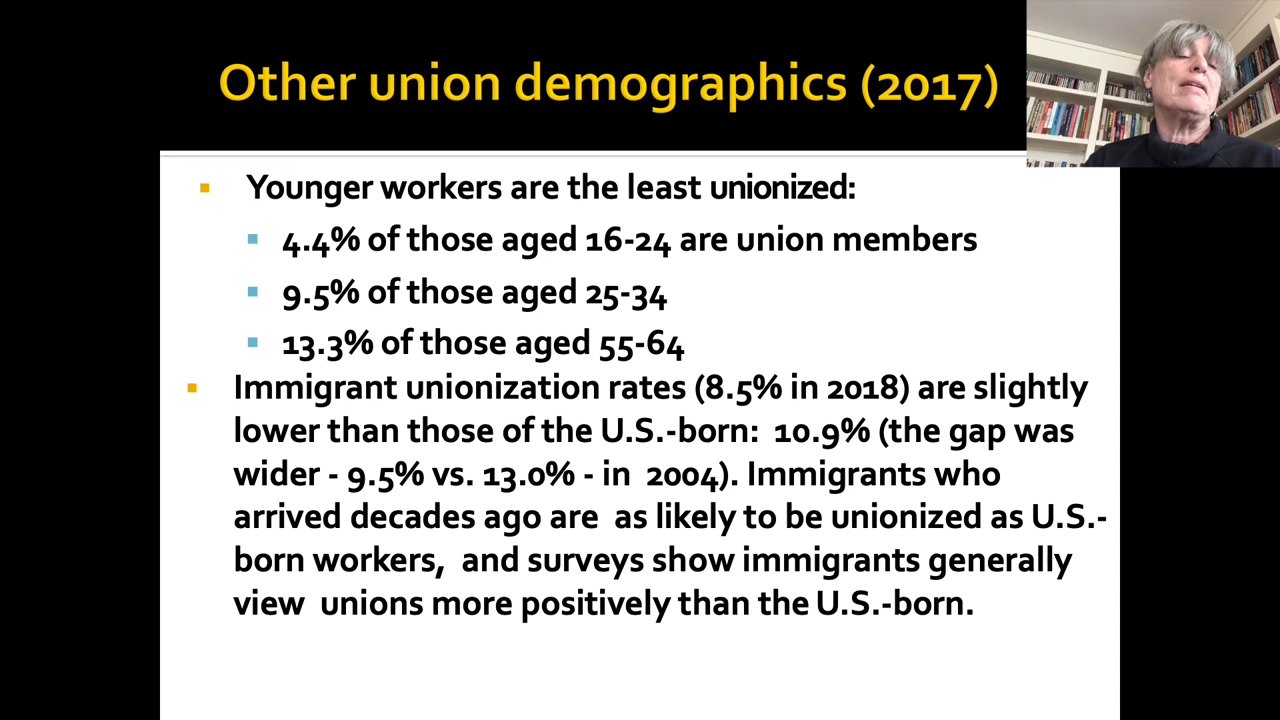 Other union demographics (2017)
Younger workers are the least unionized:
4.4% of those aged 16-24 are union members
9.5% of those aged 25-34
13.3% of those aged 55-64
Immigrant unionization rates (8.5% in 2018) are slightly
lower than those of the U.S.-born: 10.9% (the gap was
wider - 9.5% vs. 13.0% - in 2004). Immigrants who
arrived decades ago are as likely to be unionized as U.S.-
born workers, and surveys show immigrants generally
view unions more positively than the U.S.-born.